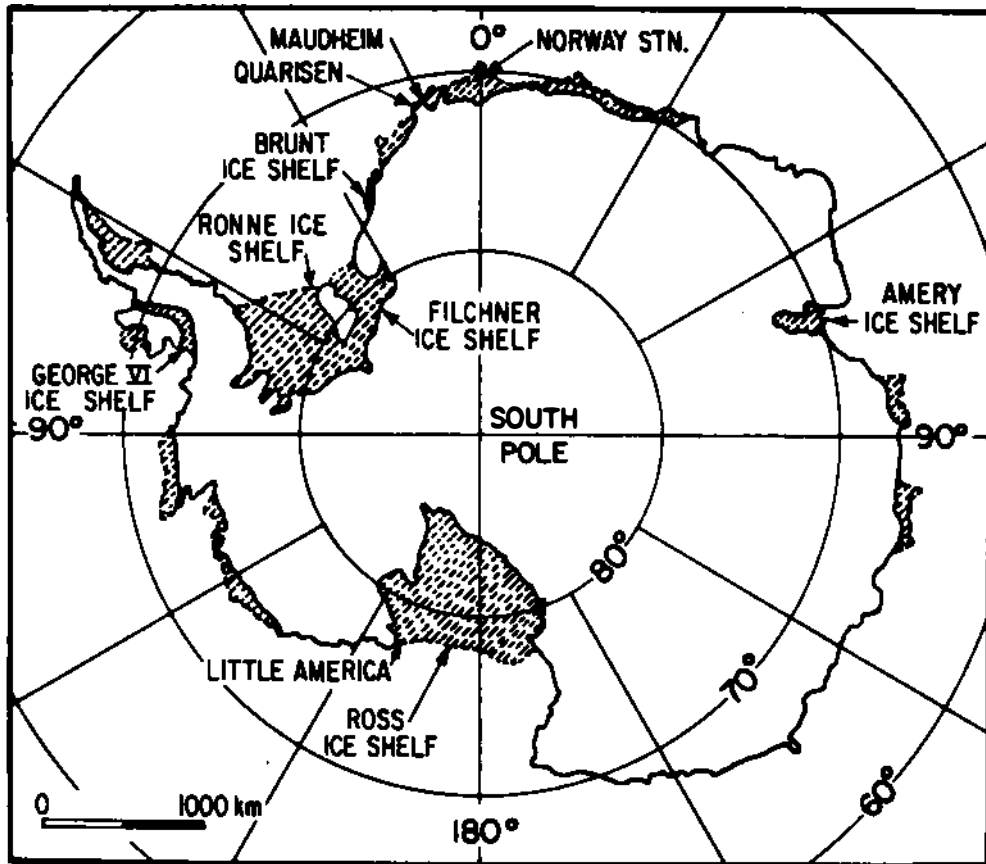 0°
MAUDHEIM
NORWAY STN.
QUARISEN
BRUNT
ICE SHELF
RONNE ICE
SHELF
FILCHNER
ICE SHELF
AMERY
ICE SHELF
GEORGE VI
ICE SHELF
90°
SOUTH
POLE
90°
80°
LITTLE AMERICA
70°
ROSS
ICE SHELF
60°
0 1000 km
180°